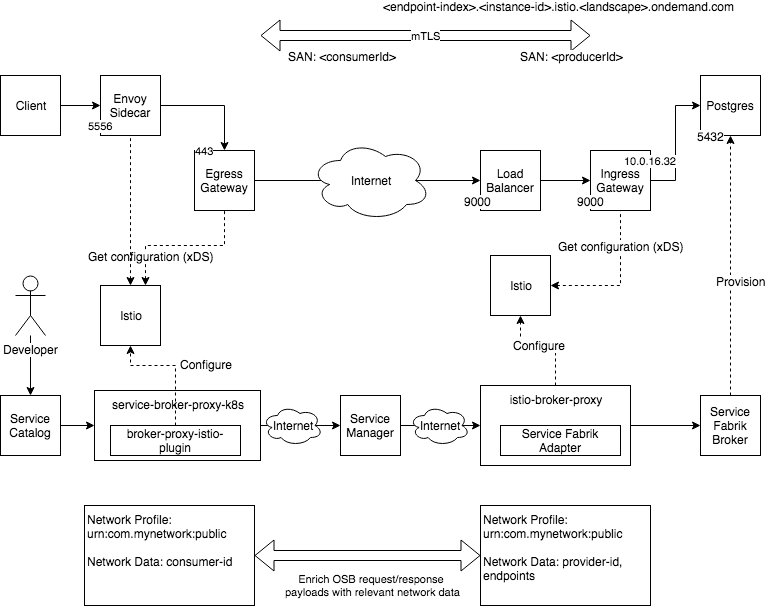 <endpoint-index>.<instance-id>.istio.<landscape>.ondemand.com
mTLS
SAN: <consumerId>
SAN: <producerId>
Client
Envoy
Sidecar
5556
Postgres
5432
443
Egress
Gateway
Internet
Load
Balancer
9000
10.0.16.32
Ingress
Gateway
9000
Get configuration (xDS)
Get configuration (xDS)
Istio
Istio
Provision
Developer
Configure
Configure
Service
Catalog
service-broker-proxy-k8s
broker-proxy-istio-
plugin
Internet
Service
Manager
Internet
istio-broker-proxy
Service Fabrik
Adapter
Service
Fabrik
Broker
Network Profile:
urn:com.mynetwork:public
Network Data: consumer-id
Enrich OSB request/response
payloads with relevant network data
Network Profile:
urn:com.mynetwork:public
Network Data: provider-id,
endpoints